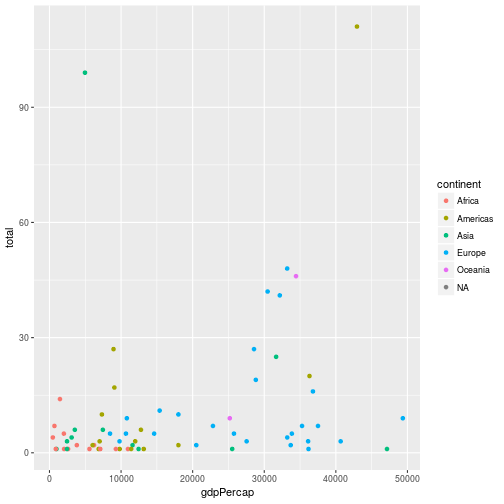 90
60
30
0
total
0
10000
20000
30000
40000
50000
gdpPercap
continent
Africa
Americas
Asia
Europe
Oceania
NA